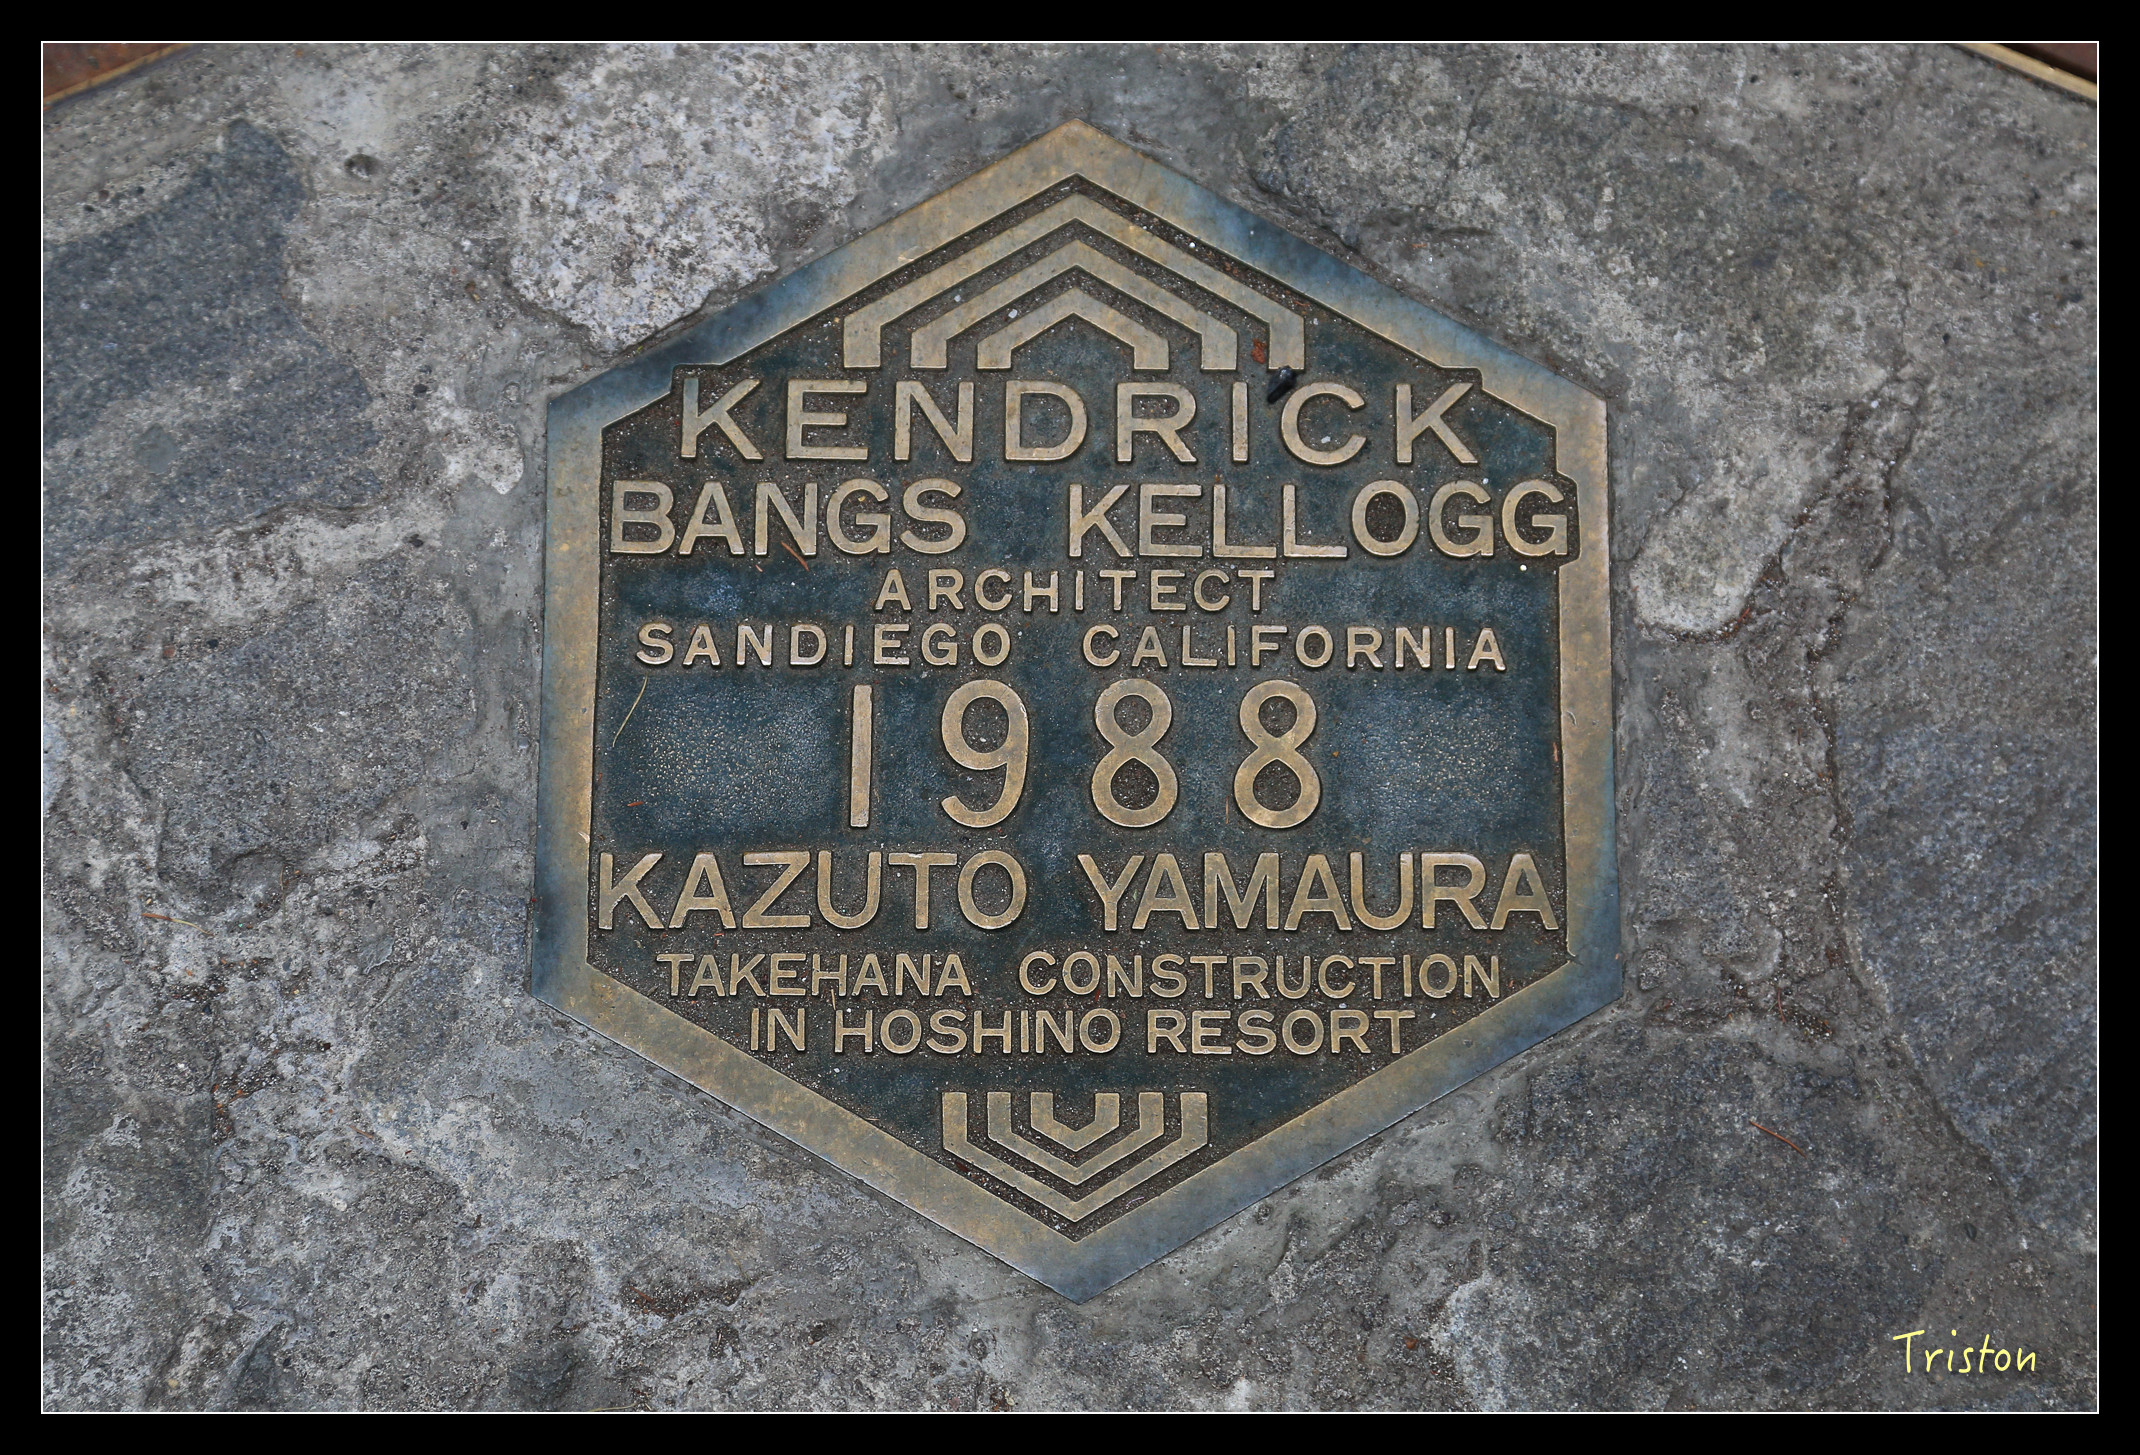 KENDRICK
BANGS KELLOGG
ARCHITECT
SANDIEGO CALIFORNIA
1988
KAZUTO YAMAURA
TAKEHANA CONSTRUCTION
IN HOSHINO RESORT
Triston